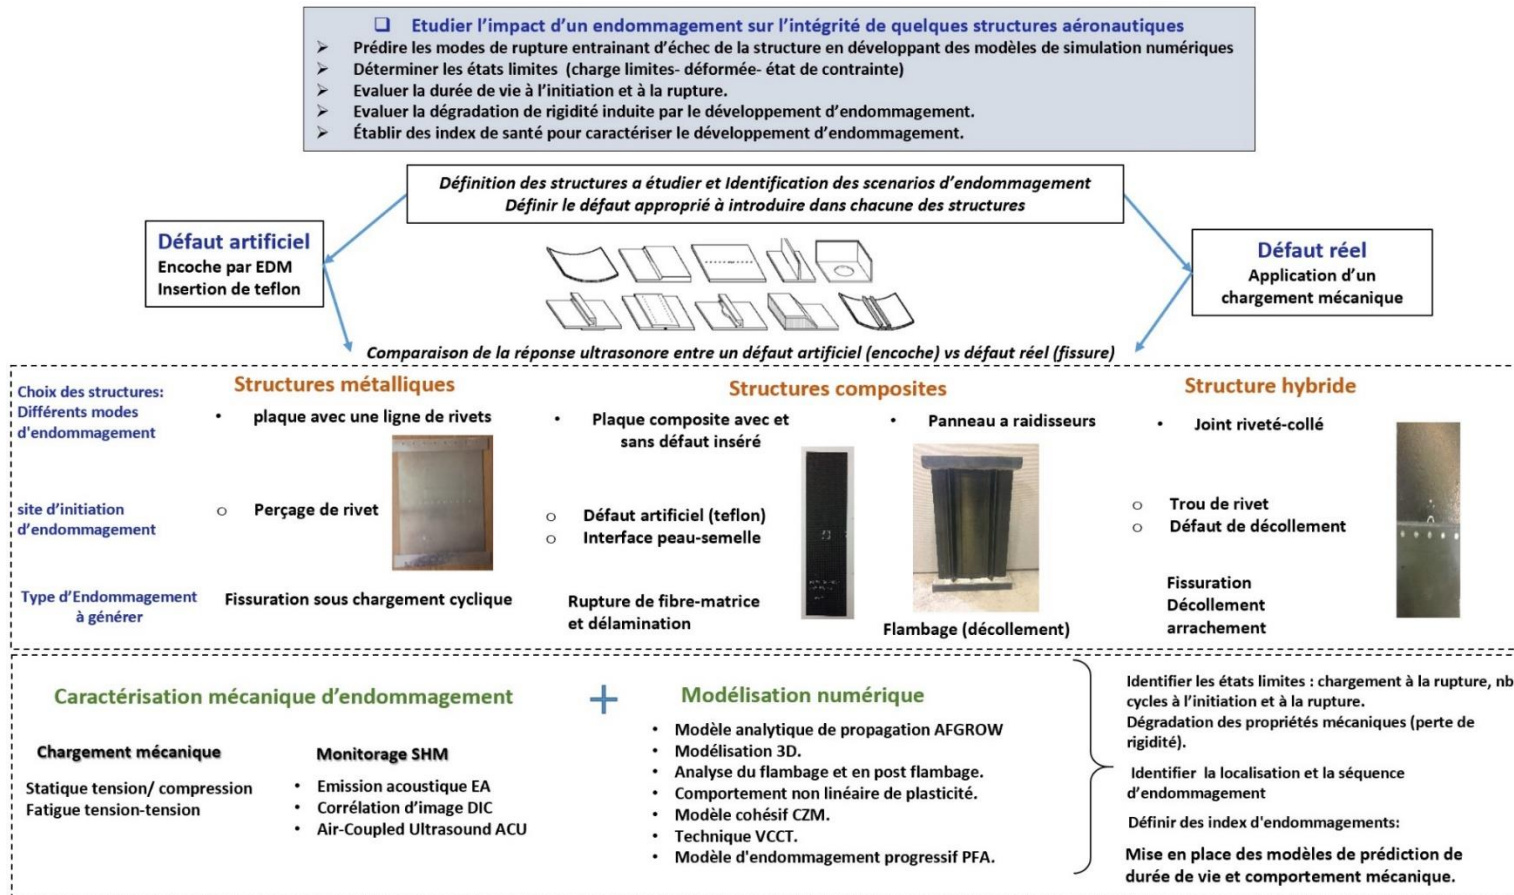 ❑ Etudier l'impact d'un endommagement sur l'intégrité de quelques structures aéronautiques
➢ Prédire les modes de rupture entrainant d'échec de la structure en développant des modèles de simulation numériques
➢ Déterminer les états limites (charge limites- déformée- état de contrainte)
➢ Evaluer la durée de vie à l'initiation et à la rupture.
➢ Evaluer la dégradation de rigidité induite par le développement d'endommagement.
➢ Établir des index de santé pour caractériser le développement d'endommagement.
Définition des structures a étudier et Identification des scenarios d'endommagement
Définir le défaut approprié à introduire dans chacune des structures
Défaut artificiel
Encoche par EDM
Insertion de teflon
Défaut réel
Application d'un
chargement mécanique
Comparaison de la réponse ultrasonore entre un défaut artificiel (encoche) vs défaut réel (fissure)
Choix des structures:
Différents modes
d'endommagement
Structures métalliques
• plaque avec une ligne de rivets
Structures composites
• Plaque composite avec et
sans défaut inséré
• Panneau a raidisseurs
Structure hybride
• Joint riveté-collé
site d'initiation
d'endommagement
o Perçage de rivet
o Défaut artificiel (teflon)
o Interface peau-semelle
o Trou de rivet
o Défaut de décollement
Type d'Endommagement
à générer
Fissuration sous chargement cyclique
Rupture de fibre-matrice
et délamination
Flambage (décollement)
Fissuration
Décollement
arrachement
Caractérisation mécanique d'endommagement
+
Modélisation numérique
Chargement mécanique
Statique tension/ compression
Fatigue tension-tension
Monitorage SHM
• Emission acoustique EA
• Corrélation d'image DIC
• Air-Coupled Ultrasound ACU
• Modèle analytique de propagation AFGROW
• Modélisation 3D.
• Analyse du flambage et en post flambage.
• Comportement non linéaire de plasticité.
• Modèle cohésif CZM.
• Technique VCCT.
• Modèle d'endommagement progressif PFA.
Identifier les états limites : chargement à la rupture, nb
cycles à l'initiation et à la rupture.
Dégradation des propriétés mécaniques (perte de
rigidité).
Identifier la localisation et la séquence
d'endommagement
Définir des index d'endommagements:
Mise en place des modèles de prédiction de
durée de vie et comportement mécanique.